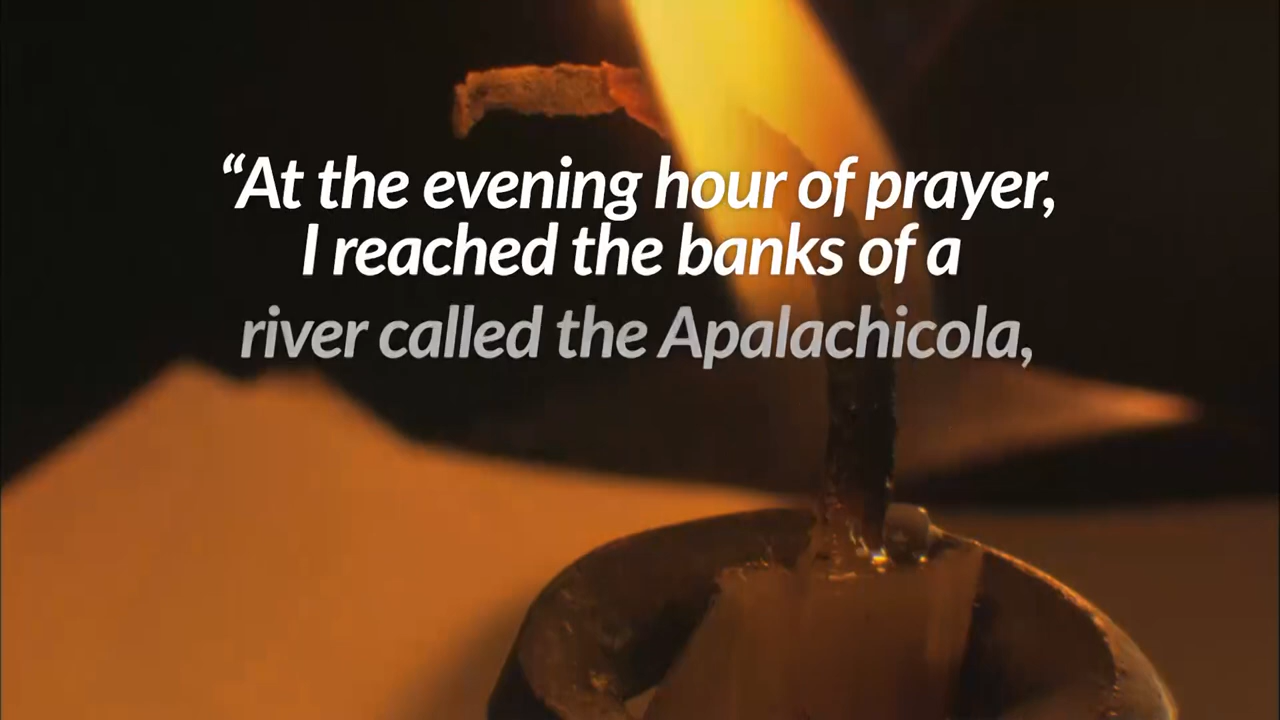 “At the evening hour of prayer,
I reached the banks of a
river called the Apalachicola,